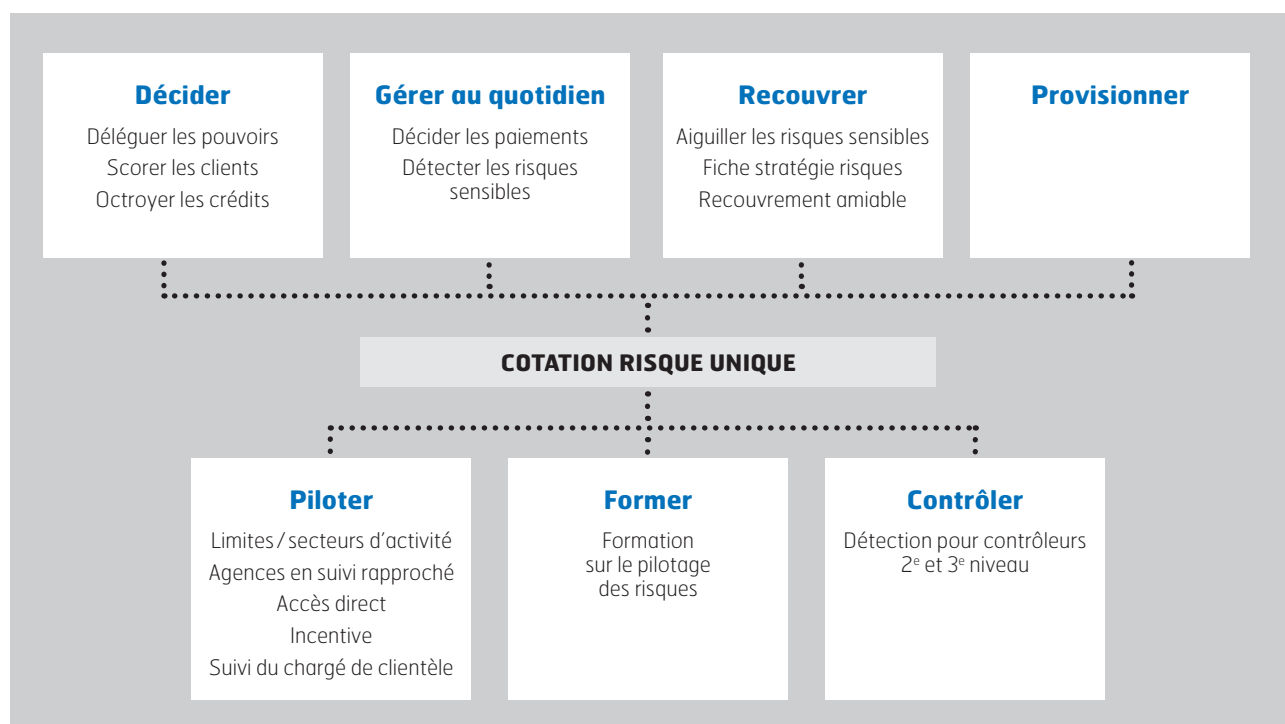 Décider
Déléguer les pouvoirs
Scorer les clients
Octroyer les crédits
Gérer au quotidien
Décider les paiements
Détecter les risques
sensibles
Recouvrer
Aiguiller les risques sensibles
Fiche stratégie risques
Recouvrement amiable
Provisionner
COTATION RISQUE UNIQUE
Piloter
Limites / secteurs d'activité
Agences en suivi rapproché
Accès direct
Incentive
Suivi du chargé de clientèle
Former
Formation
sur le pilotage
des risques
Contrôler
Détection pour contrôleurs
2e et 3e niveau